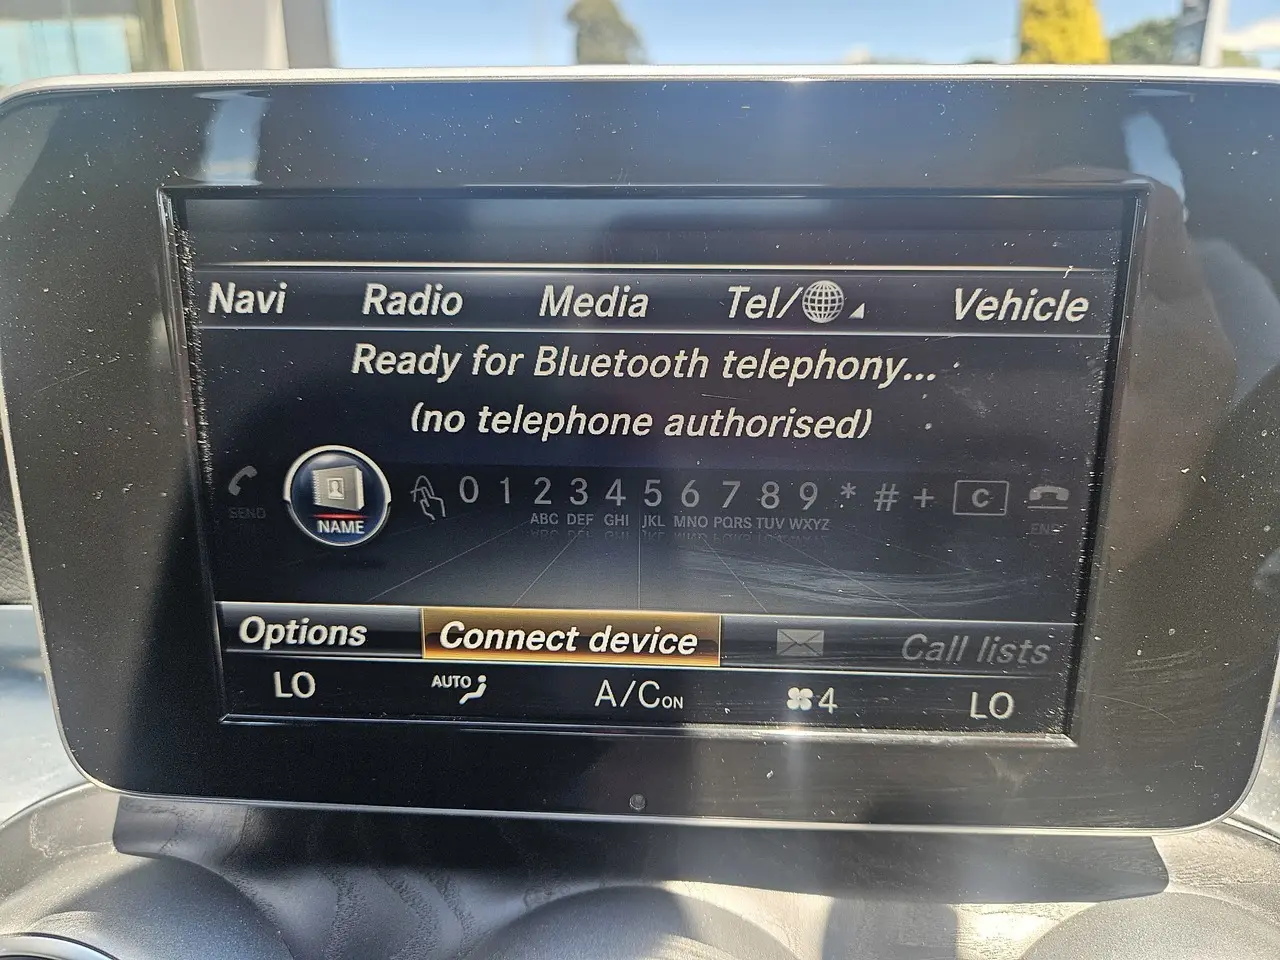 Navi Radio Media Tel/ Vehicle
Ready for Bluetooth telephony...
(no telephone authorised)
SEND NAME 0 1 2 3 4 5 6 7 8 9 * # + C END
ABC DEF GHI JKL MNO PQRS TUV WXYZ
Options Connect device Call lists
LO AUTO A/C ON 4 LO